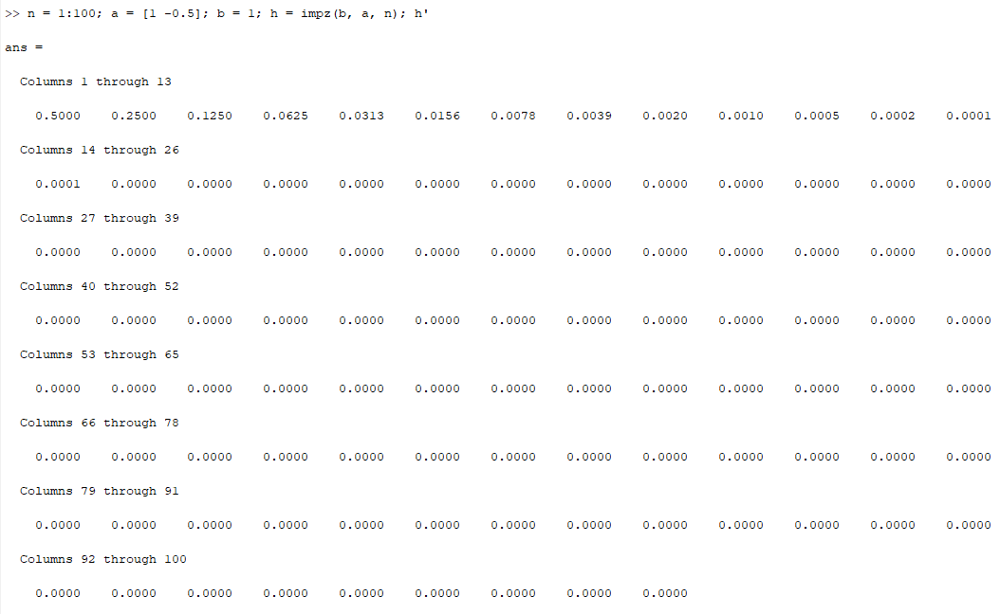 >> n = 1:100; a = [1 -0.5]; b = 1; h = impz(b, a, n); h'
ans =
Columns 1 through 13
0.5000 0.2500 0.1250 0.0625 0.0313 0.0156 0.0078 0.0039 0.0020 0.0010 0.0005 0.0002 0.0001
Columns 14 through 26
0.0001 0.0000 0.0000 0.0000 0.0000 0.0000 0.0000 0.0000 0.0000 0.0000 0.0000 0.0000 0.0000
Columns 27 through 39
0.0000 0.0000 0.0000 0.0000 0.0000 0.0000 0.0000 0.0000 0.0000 0.0000 0.0000 0.0000 0.0000
Columns 40 through 52
0.0000 0.0000 0.0000 0.0000 0.0000 0.0000 0.0000 0.0000 0.0000 0.0000 0.0000 0.0000 0.0000
Columns 53 through 65
0.0000 0.0000 0.0000 0.0000 0.0000 0.0000 0.0000 0.0000 0.0000 0.0000 0.0000 0.0000 0.0000
Columns 66 through 78
0.0000 0.0000 0.0000 0.0000 0.0000 0.0000 0.0000 0.0000 0.0000 0.0000 0.0000 0.0000 0.0000
Columns 79 through 91
0.0000 0.0000 0.0000 0.0000 0.0000 0.0000 0.0000 0.0000 0.0000 0.0000 0.0000 0.0000 0.0000
Columns 92 through 100
0.0000 0.0000 0.0000 0.0000 0.0000 0.0000 0.0000 0.0000 0.0000